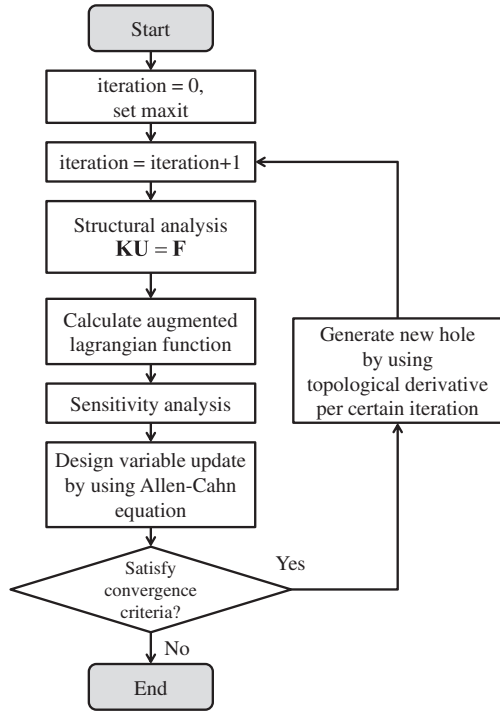 Start
iteration = 0,
set maxit
iteration = iteration+1
Structural analysis
KU = F
Calculate augmented
lagrangian function
Generate new hole
by using
topological derivative
per certain iteration
Sensitivity analysis
Design variable update
by using Allen-Cahn
equation
Satisfy
convergence
criteria?
Yes
No
End